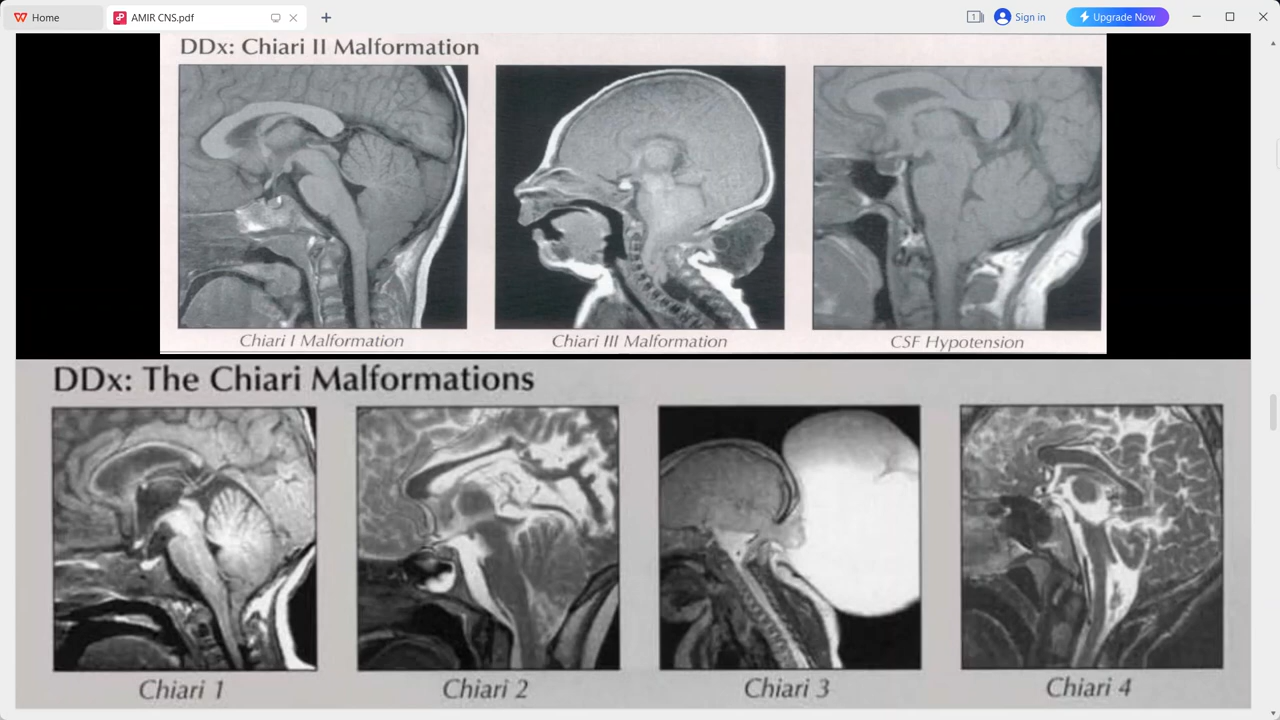 Home
AMIR CNS.pdf
1
Sign in
Upgrade Now
DDx: Chiari II Malformation
Chiari I Malformation
Chiari III Malformation
CSF Hypotension
DDx: The Chiari Malformations
Chiari 1
Chiari 2
Chiari 3
Chiari 4